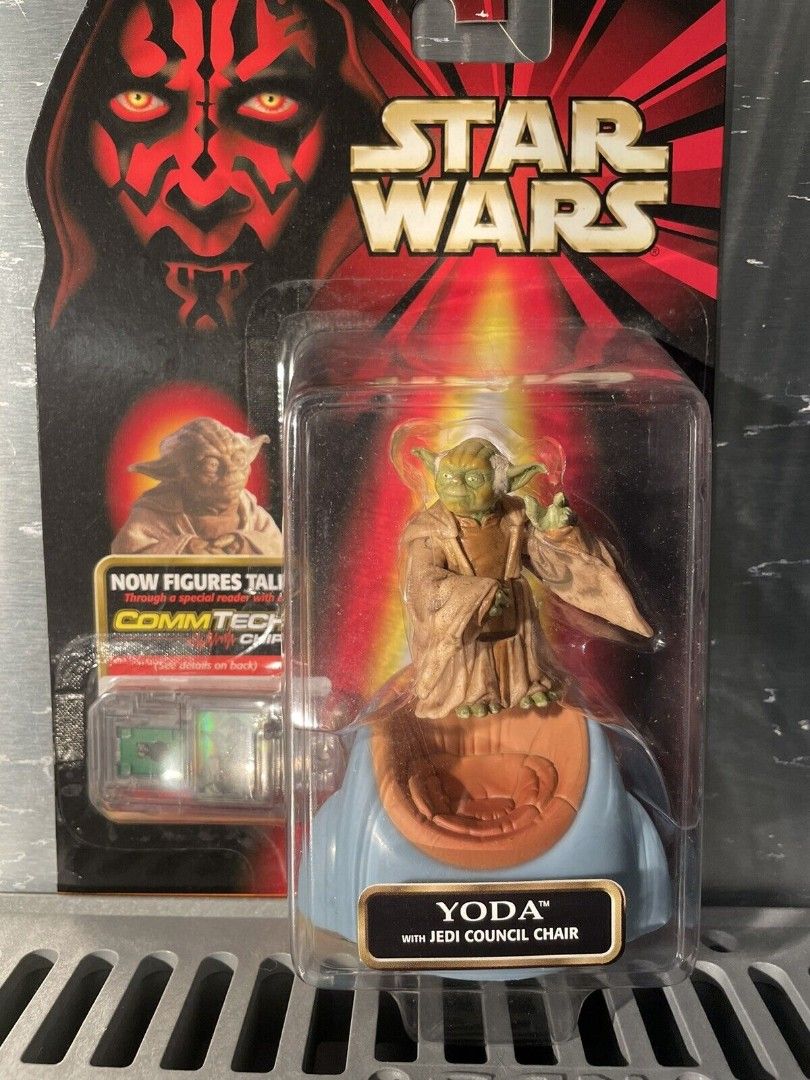 STAR
WARS®
NOW FIGURES TAL
Through a special reader with
COMMTECH
CHIP
(See details on back)
YODA™
WITH JEDI COUNCIL CHAIR